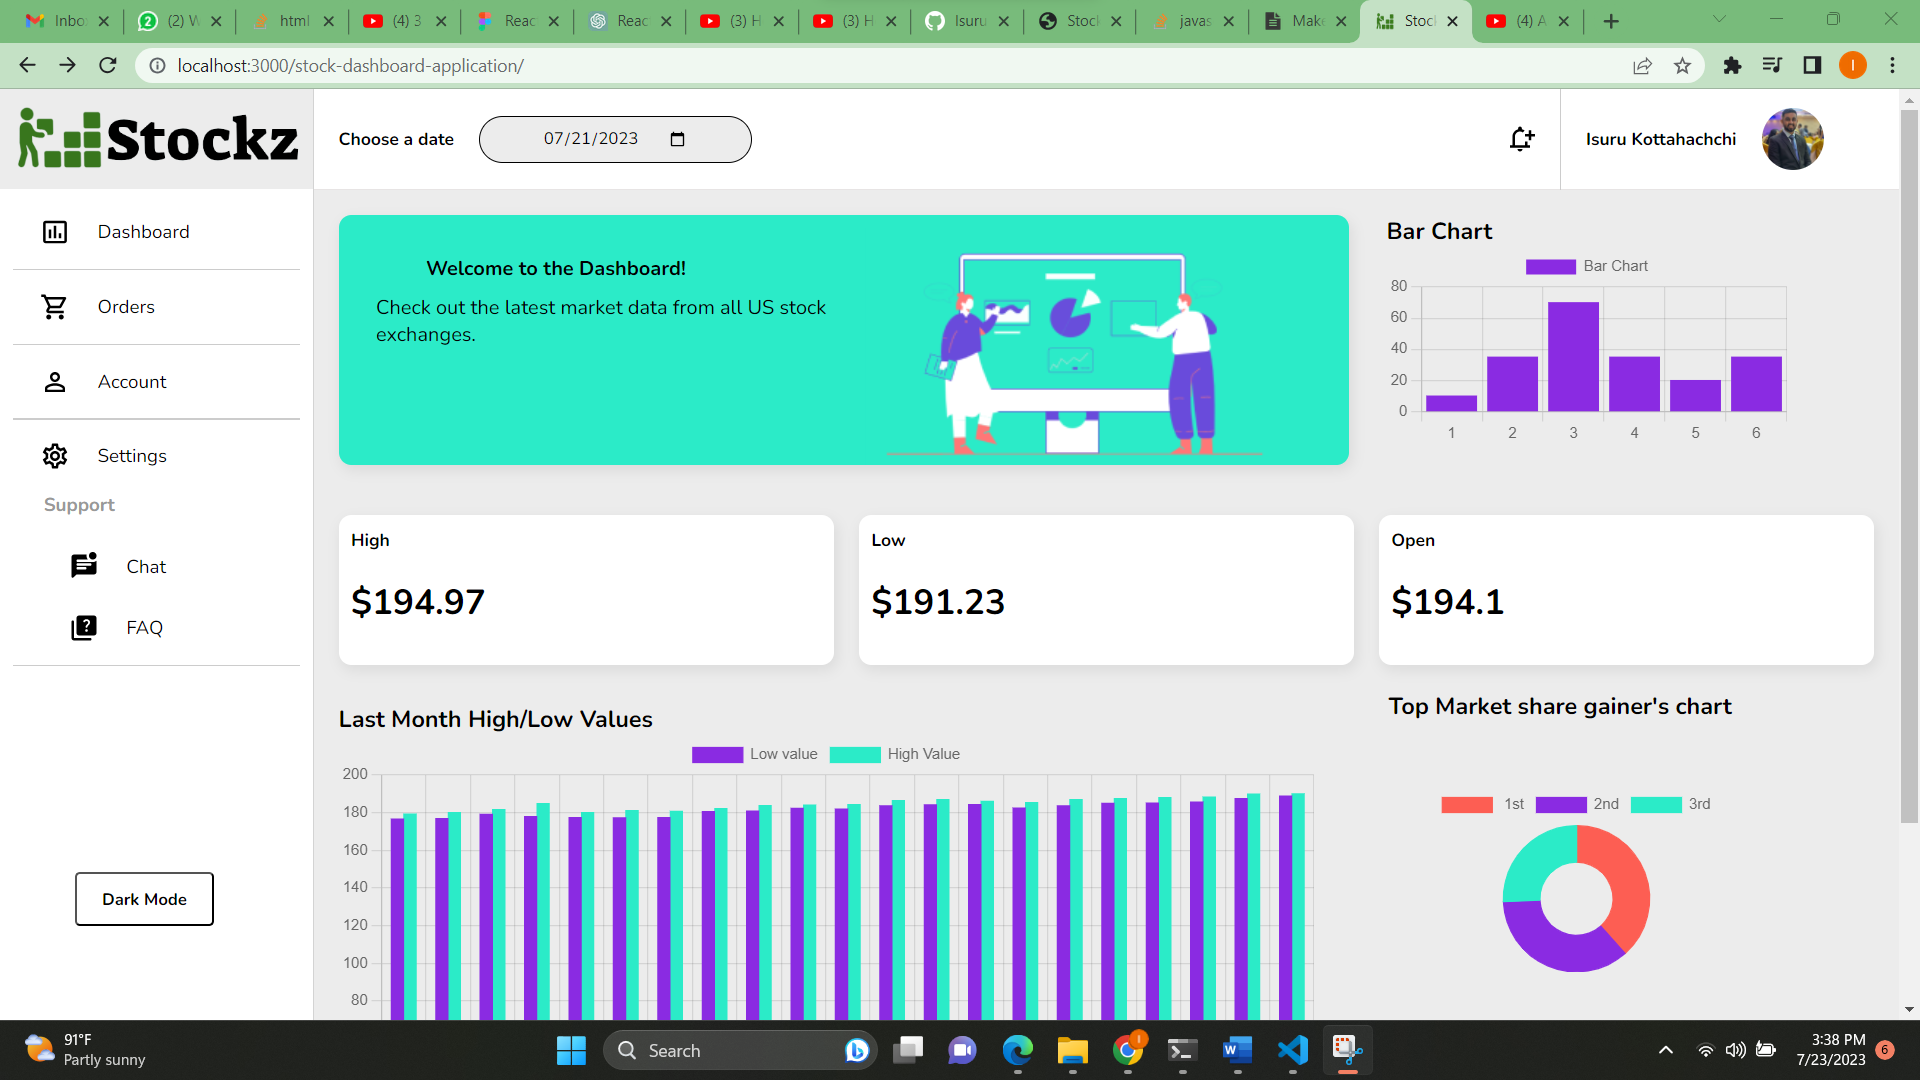 Inbo
(2) W
html
(4) 3
Reac
Reac
(3) H
(3) H
Isuru
Stock
javas
Make
Stock
(4) A
localhost:3000/stock-dashboard-application/
I
Stockz
Choose a date
07/21/2023
Isuru Kottahachchi
Dashboard
Orders
Account
Settings
Support
Chat
FAQ
Dark Mode
Welcome to the Dashboard!
Check out the latest market data from all US stock
exchanges.
Bar Chart
Bar Chart
80
60
40
20
0
1 2 3 4 5 6
High
$194.97
Low
$191.23
Open
$194.1
Last Month High/Low Values
Low value High Value
200
180
160
140
120
100
80
Top Market share gainer's chart
1st 2nd 3rd
91°F
Partly sunny
Search
3:38 PM
7/23/2023
6